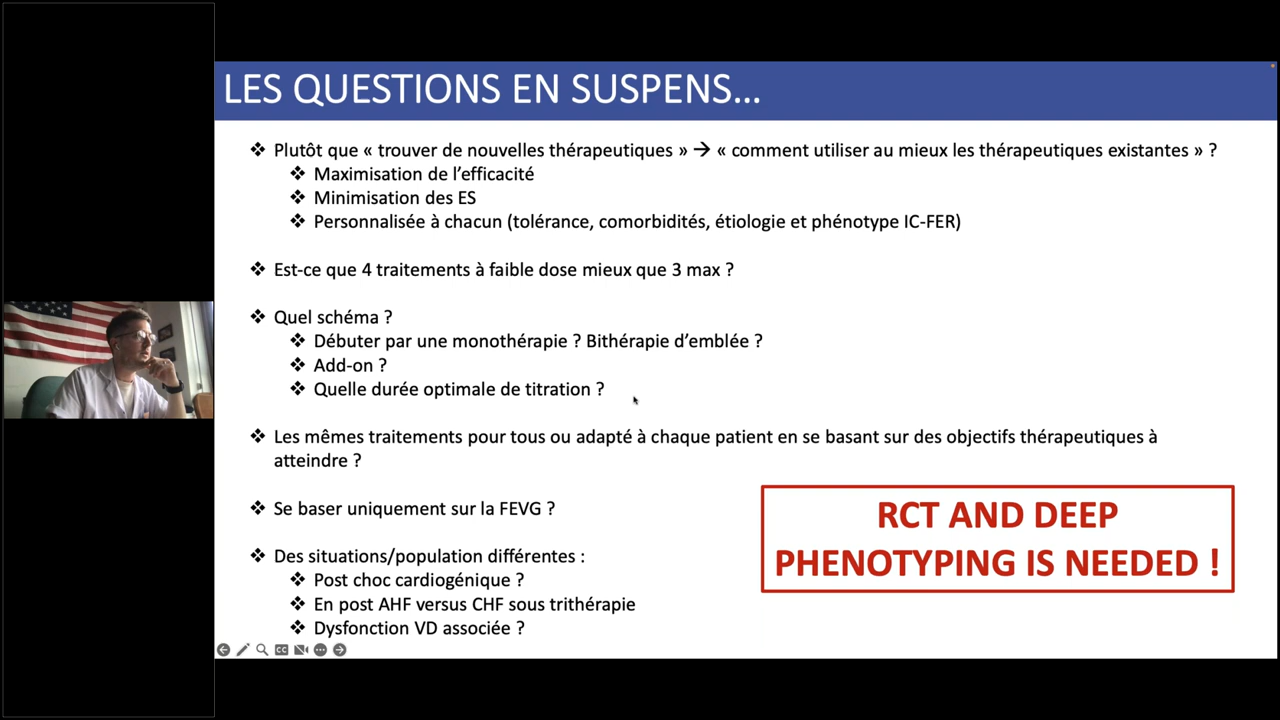 LES QUESTIONS EN SUSPENS...
❖ Plutôt que « trouver de nouvelles thérapeutiques » → « comment utiliser au mieux les thérapeutiques existantes » ?
❖ Maximisation de l’efficacité
❖ Minimisation des ES
❖ Personnalisée à chacun (tolérance, comorbidités, étiologie et phénotype IC-FER)
❖ Est-ce que 4 traitements à faible dose mieux que 3 max ?
❖ Quel schéma ?
❖ Débuter par une monothérapie ? Bithérapie d’emblée ?
❖ Add-on ?
❖ Quelle durée optimale de titration ?
❖ Les mêmes traitements pour tous ou adapté à chaque patient en se basant sur des objectifs thérapeutiques à
atteindre ?
❖ Se baser uniquement sur la FEVG ?
❖ Des situations/population différentes :
❖ Post choc cardiogénique ?
❖ En post AHF versus CHF sous trithérapie
❖ Dysfonction VD associée ?
RCT AND DEEP
PHENOTYPING IS NEEDED !
CC